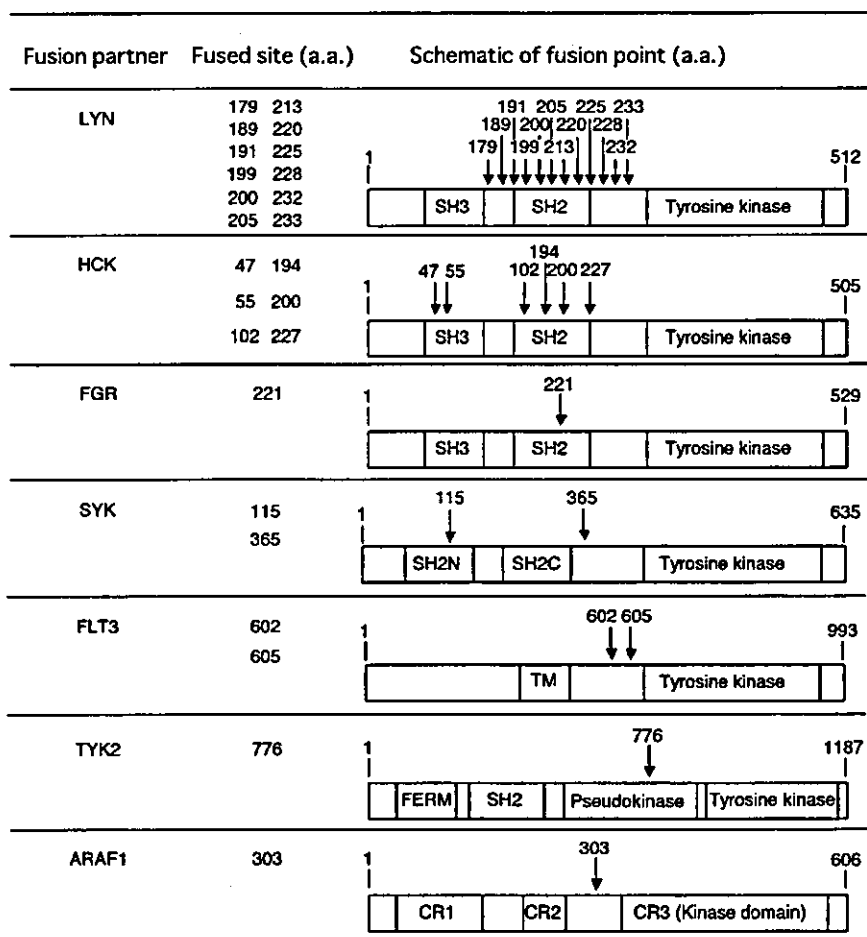 Fusion partner Fused site (a.a.) Schematic of fusion point (a.a.)
LYN
179 213
189 220
191 225
199 228
200 232
205 233
191 205 225 233
189 200 220 228
179 199 213 232
1 512
SH3 SH2 Tyrosine kinase
HCK
47 194
55 200
102 227
194
47 55 102 200 227
1 505
SH3 SH2 Tyrosine kinase
FGR 221
221
1 529
SH3 SH2 Tyrosine kinase
SYK
115
365
115 365
1 635
SH2N SH2C Tyrosine kinase
FLT3
602
605
602 605
1 993
TM Tyrosine kinase
TYK2 776
776
1 1187
FERM SH2 Pseudokinase Tyrosine kinase
ARAF1 303
303
1 606
CR1 CR2 CR3 (Kinase domain)